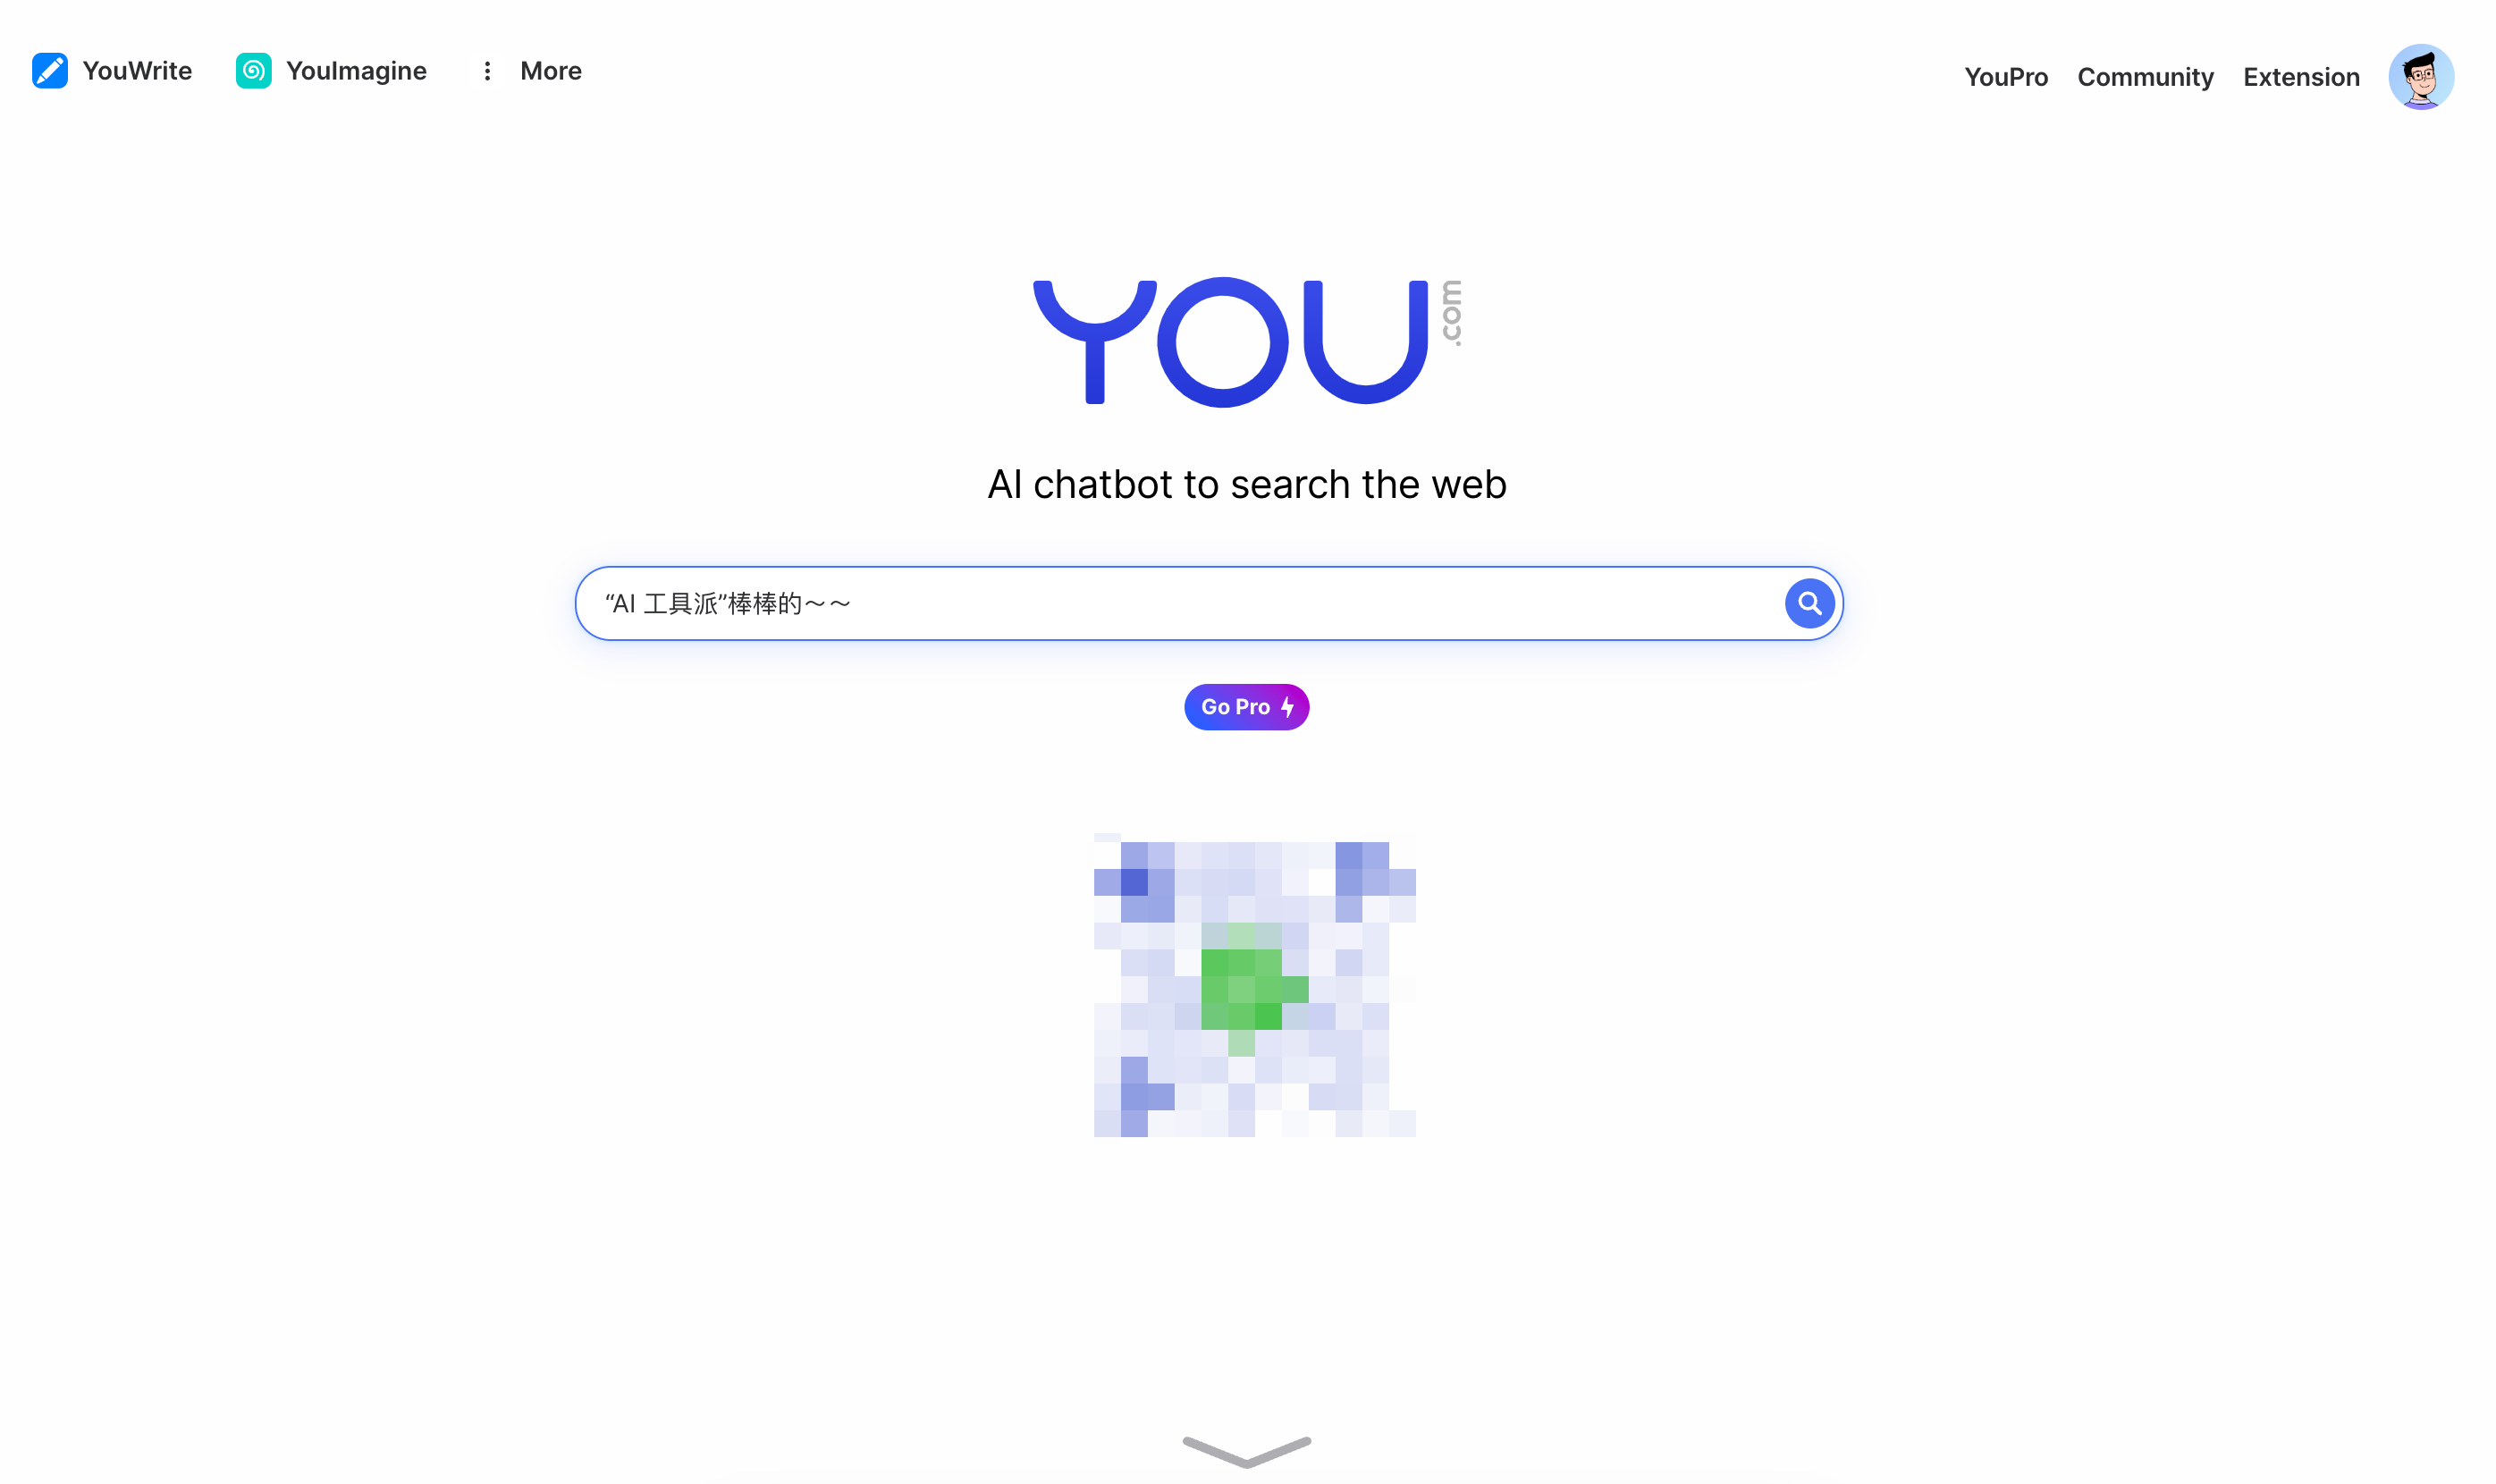 YouWrite
YouImagine
More
YouPro
Community
Extension
YOU.com
AI chatbot to search the web
“AI 工具派”棒棒的～～
Go Pro